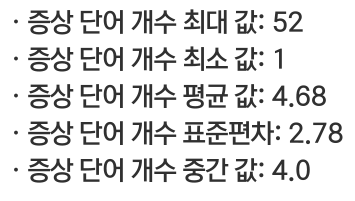 · 증상 단어 개수 최대 값: 52
· 증상 단어 개수 최소 값: 1
· 증상 단어 개수 평균 값: 4.68
· 증상 단어 개수 표준편차: 2.78
· 증상 단어 개수 중간 값: 4.0